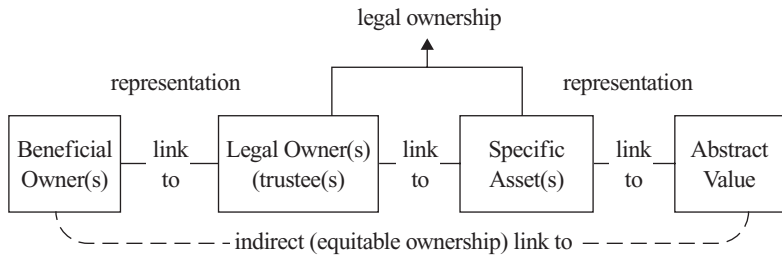 legal ownership
representation representation
Beneficial Owner(s)
link to
Legal Owner(s) (trustee(s)
link to
Specific Asset(s)
link to
Abstract Value
indirect (equitable ownership) link to